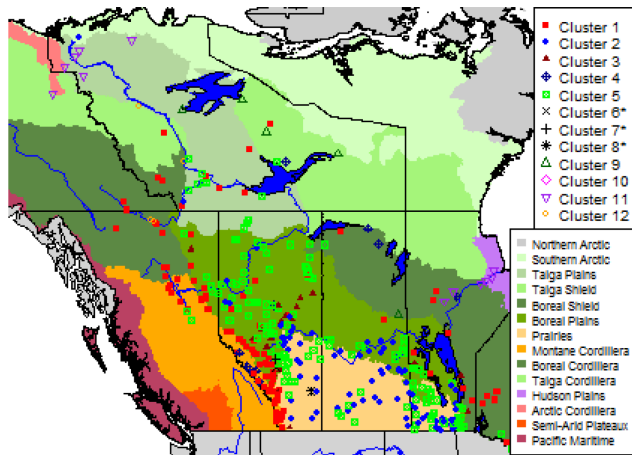 Cluster 1
Cluster 2
Cluster 3
Cluster 4
Cluster 5
Cluster 6*
Cluster 7*
Cluster 8*
Cluster 9
Cluster 10
Cluster 11
Cluster 12
Northern Arctic
Southern Arctic
Taiga Plains
Taiga Shield
Boreal Shield
Boreal Plains
Prairies
Montane Cordillera
Boreal Cordillera
Taiga Cordillera
Hudson Plains
Arctic Cordillera
Semi-Arid Plateaux
Pacific Maritime